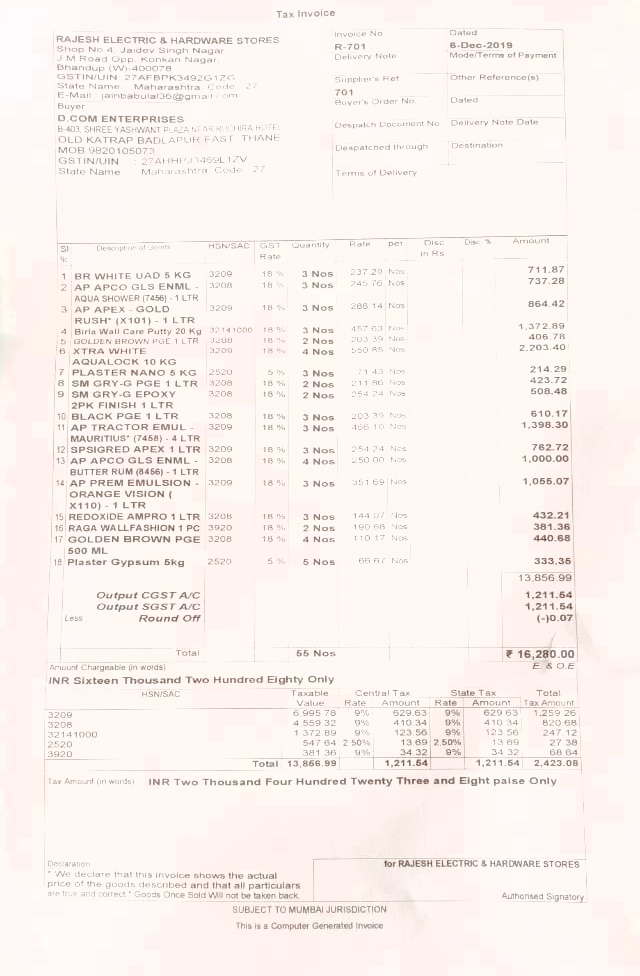 Tax Invoice
RAJESH ELECTRIC & HARDWARE STORES
Shop No 4, Jaidev Singh Nagar
J.M Road Opp. Konkan Nagar,
Bhandup (W)-400078
GSTIN/UIN: 27AFBPK3492G1ZG
State Name : Maharashtra, Code : 27
E-Mail : jainbabulal36@gmail.com
Invoice No. Dated
R-701 6-Dec-2019
Delivery Note Mode/Terms of Payment
Supplier's Ref. Other Reference(s)
701
Buyer
D.COM ENTERPRISES
B-403, SHREE YASHWANT PLAZA NEAR RUCHIRA HOTEL
OLD KATRAP BADLAPUR EAST THANE
MOB 9820105073
GSTIN/UIN : 27AHHPJ3469L1ZV
State Name : Maharashtra, Code : 27
Buyer's Order No. Dated
Despatch Document No. Delivery Note Date
Despatched through Destination
Terms of Delivery
Sl No. Description of Goods HSN/SAC GST Rate Quantity Rate per Disc in Rs Disc. % Amount
1 BR WHITE UAD 5 KG 3209 18 % 3 Nos 237.29 Nos 711.87
2 AP APCO GLS ENML - 3208 18 % 3 Nos 245.76 Nos 737.28
AQUA SHOWER (7456) - 1 LTR
3 AP APEX - GOLD 3209 18 % 3 Nos 288.14 Nos 864.42
RUSH* (X101) - 1 LTR
4 Birla Wall Care Putty 20 Kg 32141000 18 % 3 Nos 457.63 Nos 1,372.89
5 GOLDEN BROWN PGE 1 LTR 3208 18 % 2 Nos 203.39 Nos 406.78
6 XTRA WHITE 3209 18 % 4 Nos 550.85 Nos 2,203.40
AQUALOCK 10 KG
7 PLASTER NANO 5 KG 2520 5 % 3 Nos 71.43 Nos 214.29
8 SM GRY-G PGE 1 LTR 3208 18 % 2 Nos 211.86 Nos 423.72
9 SM GRY-G EPOXY 3208 18 % 2 Nos 254.24 Nos 508.48
2PK FINISH 1 LTR
10 BLACK PGE 1 LTR 3208 18 % 3 Nos 203.39 Nos 610.17
11 AP TRACTOR EMUL - 3209 18 % 3 Nos 466.10 Nos 1,398.30
MAURITIUS* (7458) - 4 LTR
12 SPSIGRED APEX 1 LTR 3209 18 % 3 Nos 254.24 Nos 762.72
13 AP APCO GLS ENML - 3208 18 % 4 Nos 250.00 Nos 1,000.00
BUTTER RUM (8456) - 1 LTR
14 AP PREM EMULSION - 3209 18 % 3 Nos 351.69 Nos 1,055.07
ORANGE VISION (
X110) - 1 LTR
15 REDOXIDE AMPRO 1 LTR 3208 18 % 3 Nos 144.07 Nos 432.21
16 RAGA WALLFASHION 1 PC 3920 18 % 2 Nos 190.68 Nos 381.36
17 GOLDEN BROWN PGE 3208 18 % 4 Nos 110.17 Nos 440.68
500 ML
18 Plaster Gypsum 5kg 2520 5 % 5 Nos 66.67 Nos 333.35
13,856.99
Output CGST A/C 1,211.54
Output SGST A/C 1,211.54
Less Round Off (-)0.07
Total 55 Nos ₹ 16,280.00
Amount Chargeable (in words) E. & O.E
INR Sixteen Thousand Two Hundred Eighty Only
HSN/SAC Taxable Value Central Tax Rate Amount State Tax Rate Amount Total Tax Amount
3209 6,995.78 9% 629.63 9% 629.63 1,259.26
3208 4,559.32 9% 410.34 9% 410.34 820.68
32141000 1,372.89 9% 123.56 9% 123.56 247.12
2520 547.64 2.50% 13.69 2.50% 13.69 27.38
3920 381.36 9% 34.32 9% 34.32 68.64
Total 13,856.99 1,211.54 1,211.54 2,423.08
Tax Amount (in words) INR Two Thousand Four Hundred Twenty Three and Eight paise Only
Declaration
" We declare that this invoice shows the actual
price of the goods described and that all particulars
are true and correct." Goods Once Sold Will not be taken back.
for RAJESH ELECTRIC & HARDWARE STORES
Authorised Signatory
SUBJECT TO MUMBAI JURISDICTION
This is a Computer Generated Invoice